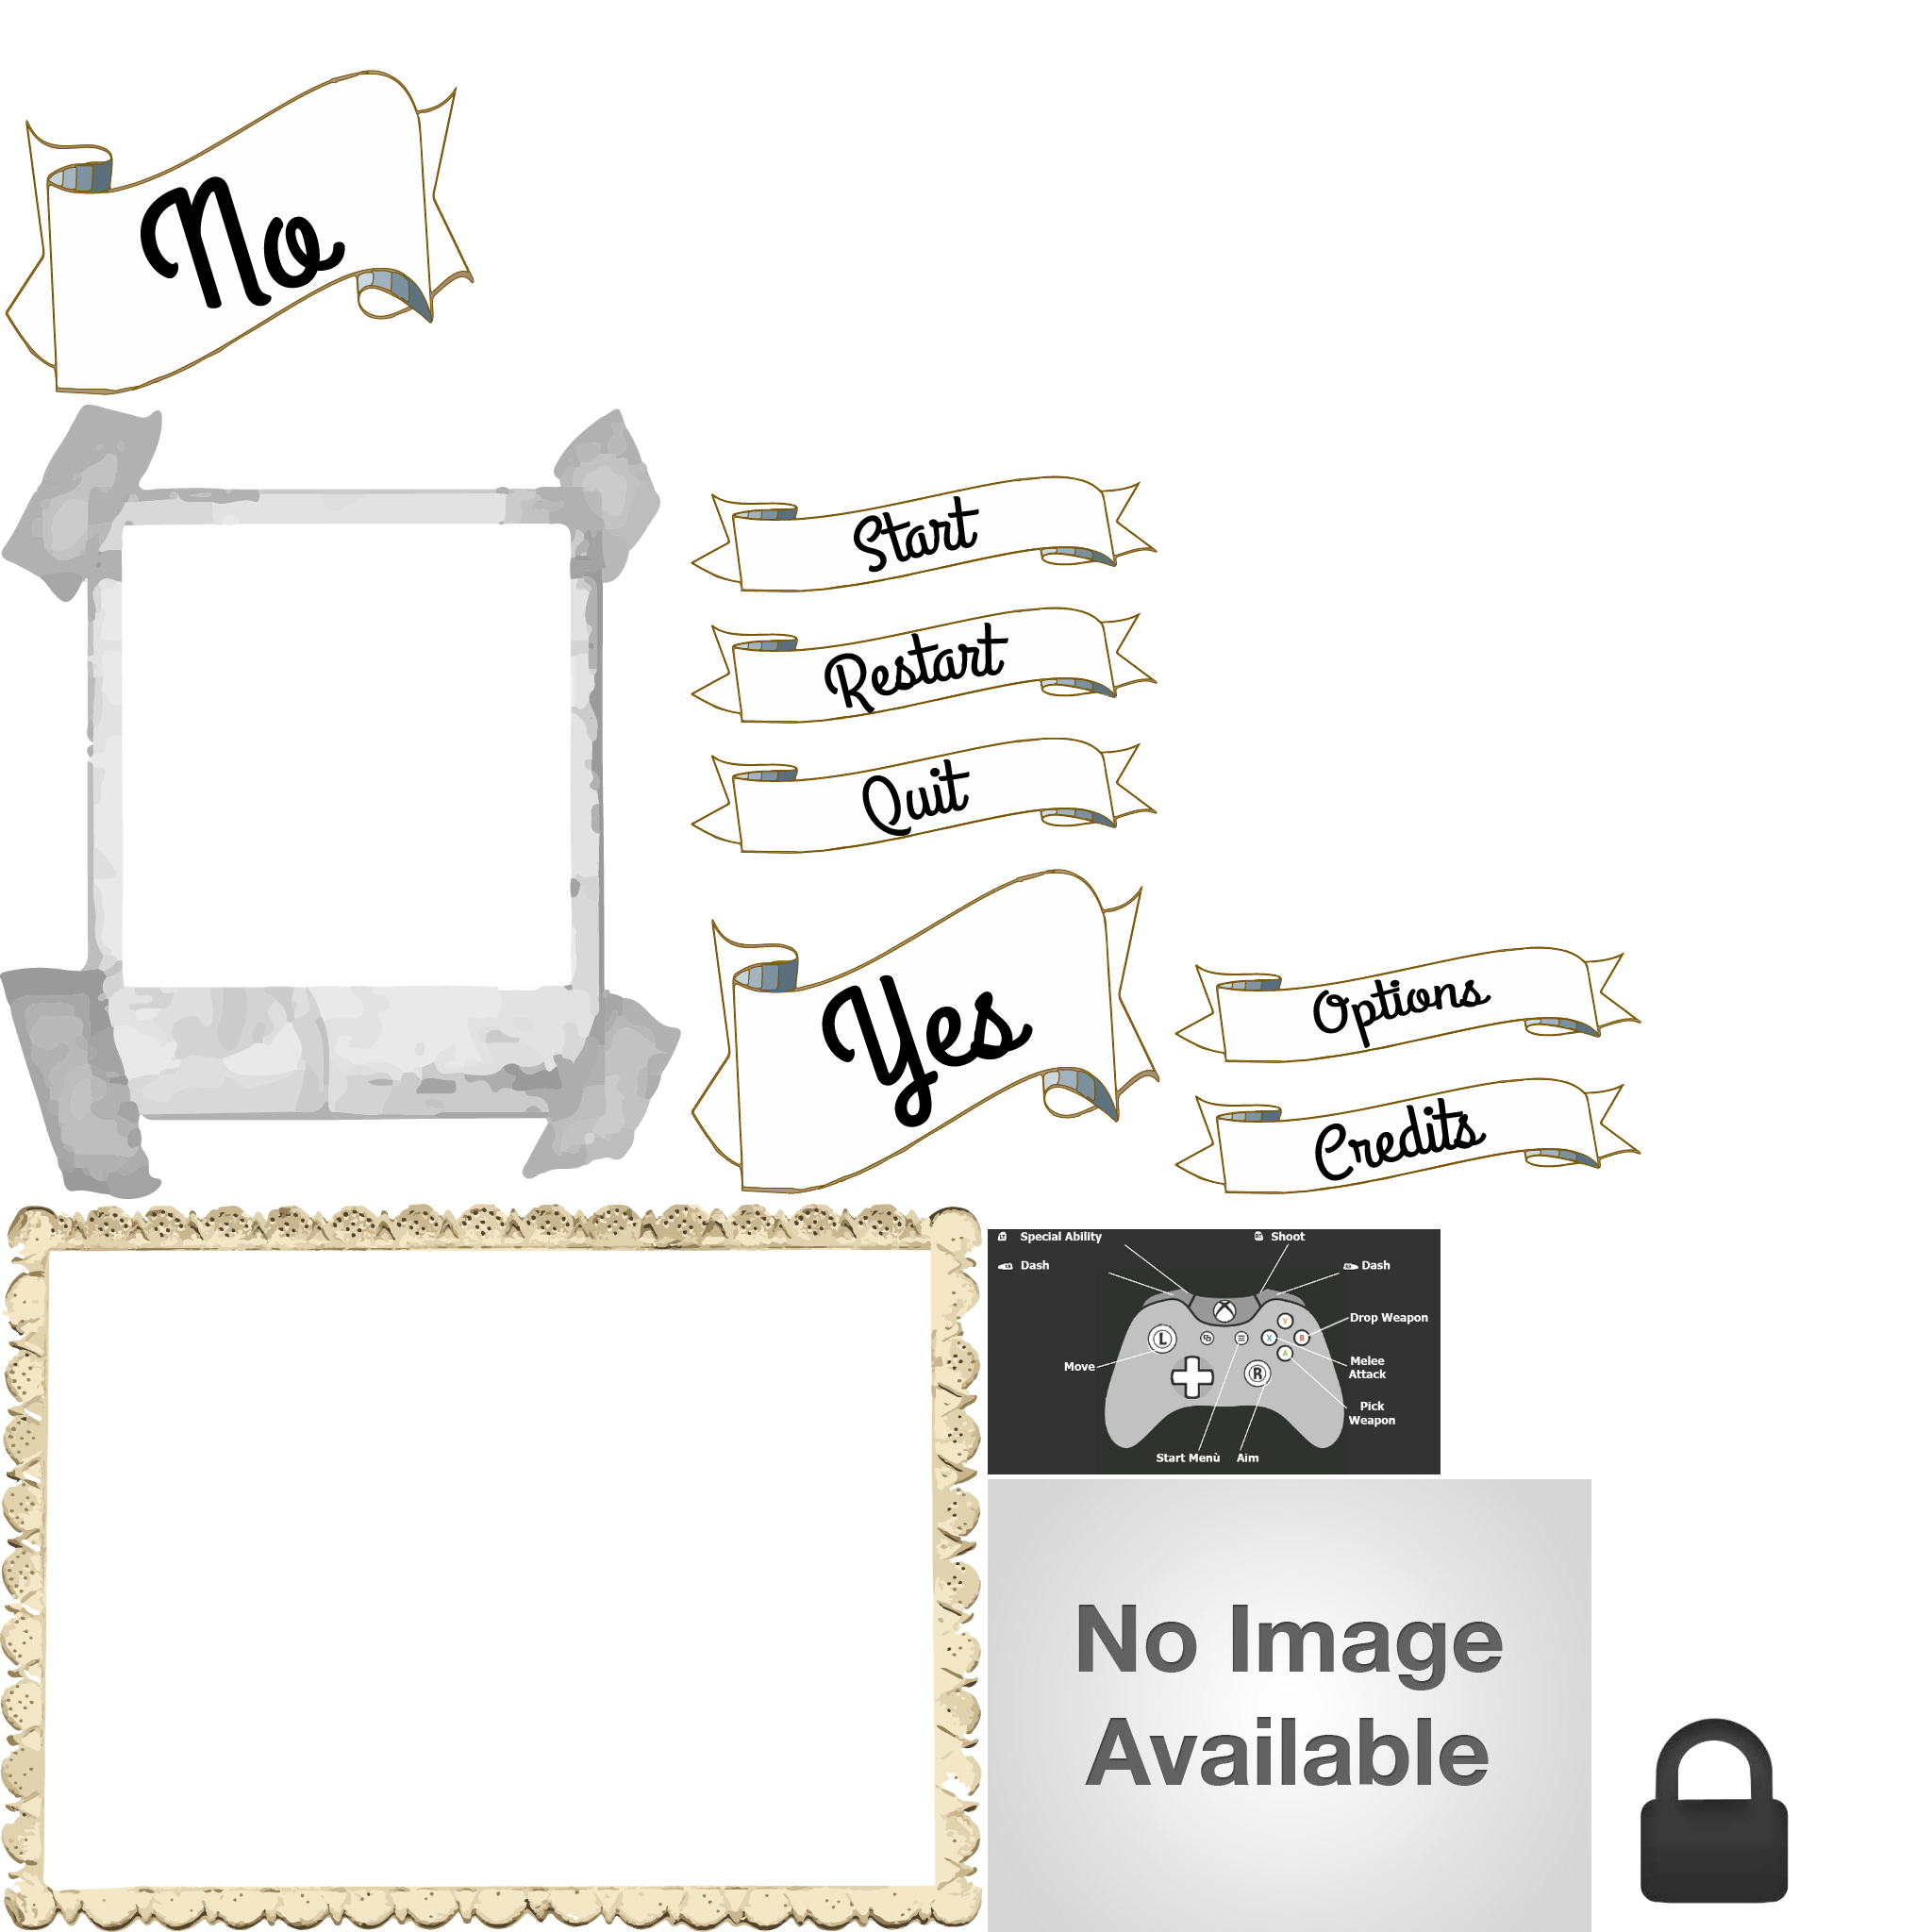 No
Start
Restart
Quit
Yes
Options
Credits
Special Ability
Shoot
Dash
Dash
Drop Weapon
Y
X
B
A
L
R
Move
Melee
Attack
Pick
Weapon
Start Menù
Aim
No Image
Available